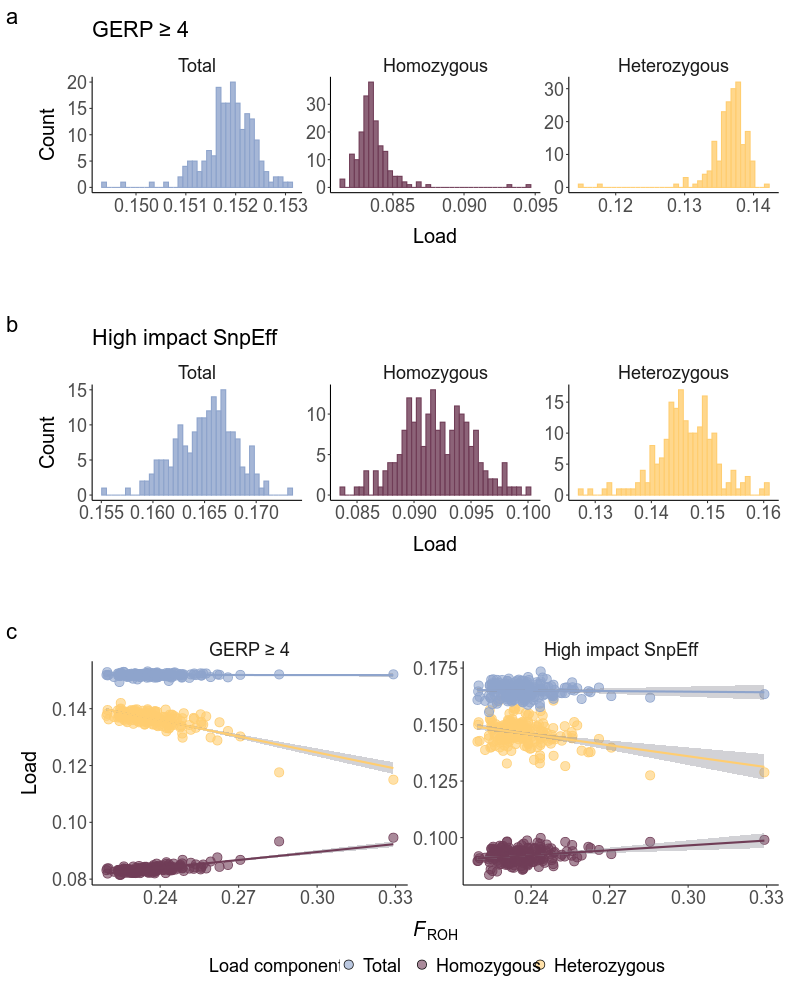 a
GERP ≥ 4
Total Homozygous Heterozygous
Count
20
15
10
5
0
0.150 0.151 0.152 0.153
30
20
10
0
0.085 0.090 0.095
30
20
10
0
0.12 0.13 0.14
Load
b
High impact SnpEff
Total Homozygous Heterozygous
Count
15
10
5
0
0.155 0.160 0.165 0.170
10
5
0
0.085 0.090 0.095 0.100
15
10
5
0
0.13 0.14 0.15 0.16
Load
c
GERP ≥ 4 High impact SnpEff
Load
0.14
0.12
0.10
0.08
0.24 0.27 0.30 0.33
0.175
0.150
0.125
0.100
0.24 0.27 0.30 0.33
FROH
Load component Total Homozygous Heterozygous